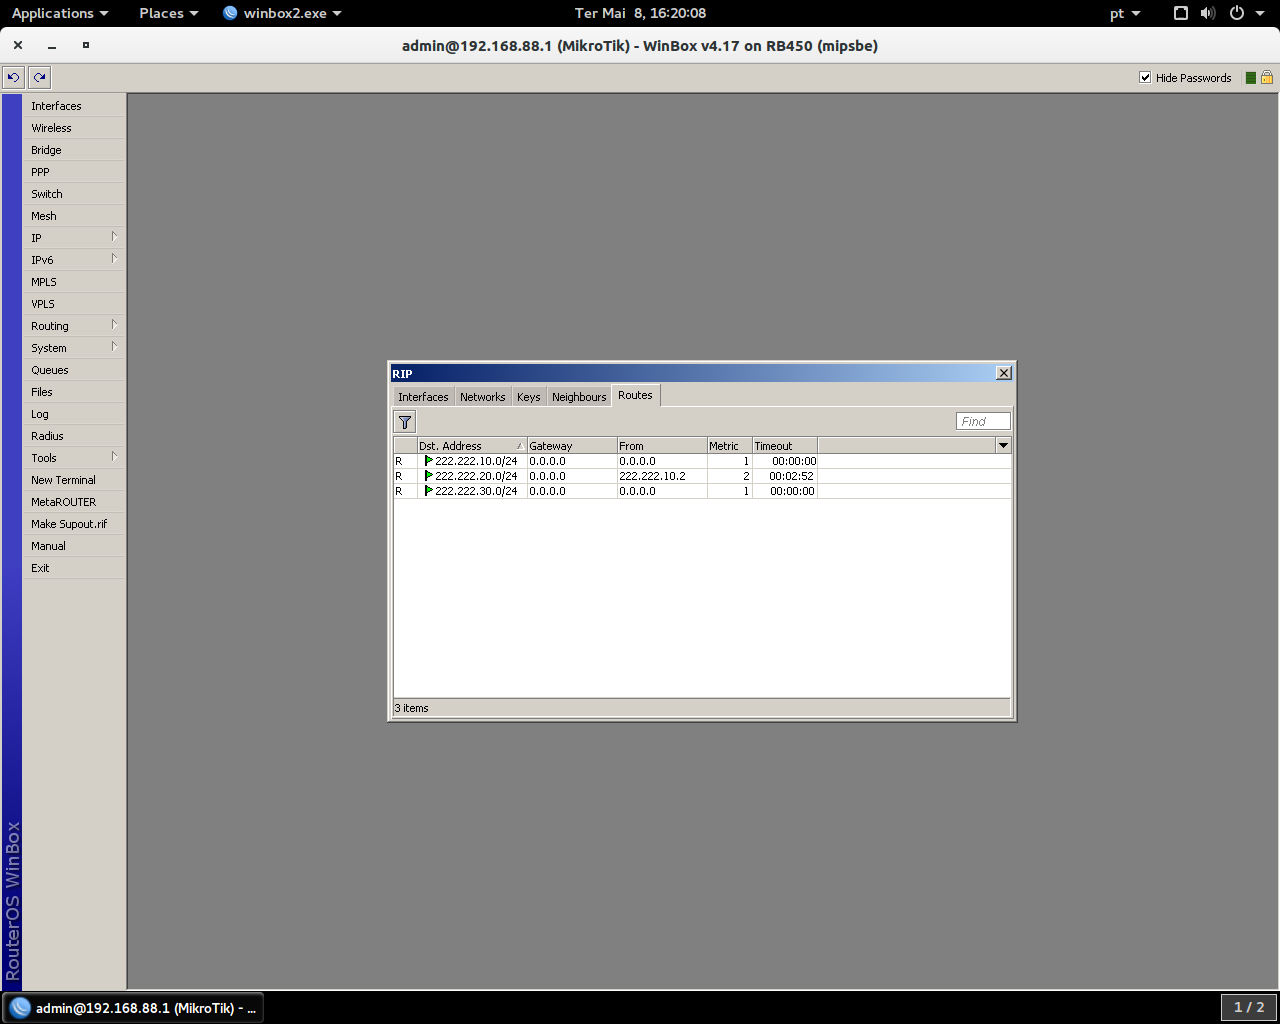 Applications Places winbox2.exe Ter Mai 8, 16:20:08 pt
admin@192.168.88.1 (MikroTik) - WinBox v4.17 on RB450 (mipsbe)
Hide Passwords
Interfaces
Wireless
Bridge
PPP
Switch
Mesh
IP
IPv6
MPLS
VPLS
Routing
System
Queues
Files
Log
Radius
Tools
New Terminal
MetaROUTER
Make Supout.rif
Manual
Exit
RouterOS WinBox
RIP
Interfaces Networks Keys Neighbours Routes
Find
Dst. Address Gateway From Metric Timeout
R 222.222.10.0/24 0.0.0.0 0.0.0.0 1 00:00:00
R 222.222.20.0/24 0.0.0.0 222.222.10.2 2 00:02:52
R 222.222.30.0/24 0.0.0.0 0.0.0.0 1 00:00:00
3 items
admin@192.168.88.1 (MikroTik) - ...
1 / 2